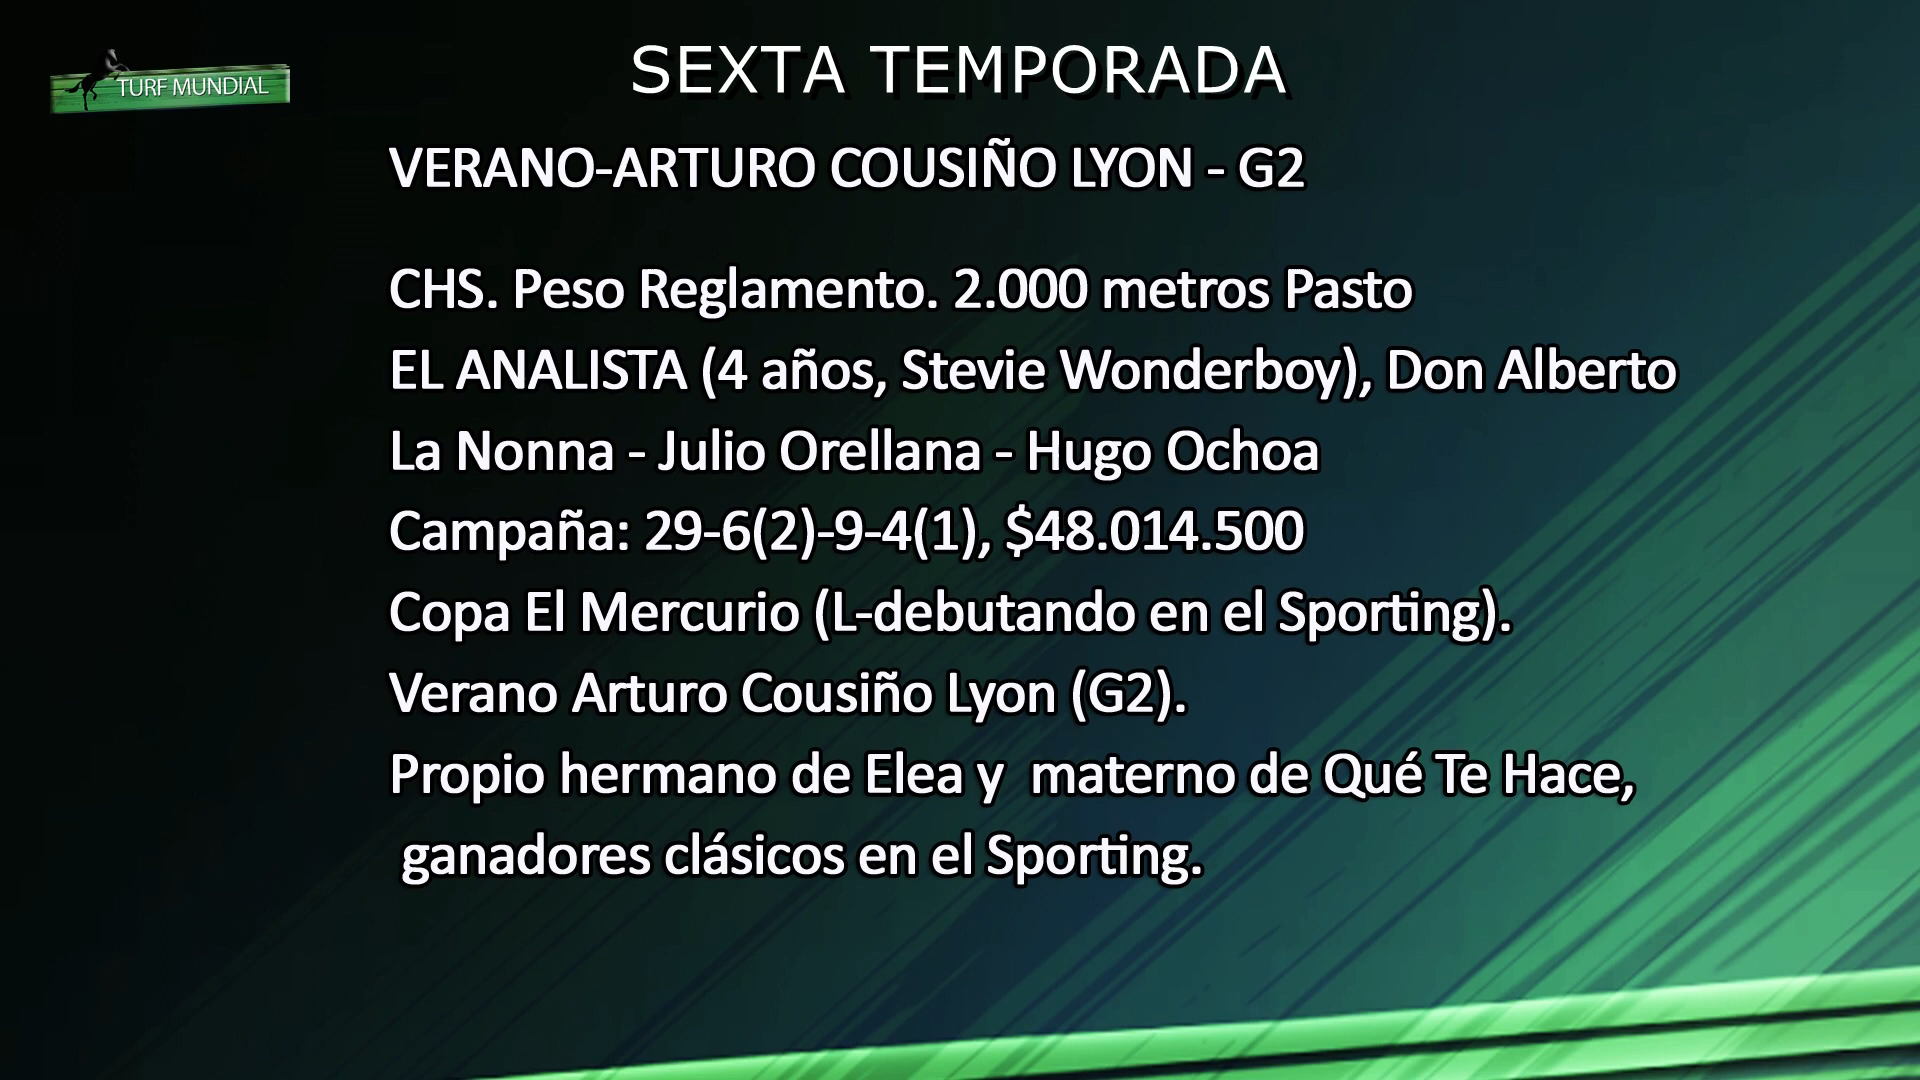 TURF MUNDIAL
SEXTA TEMPORADA
VERANO-ARTURO COUSIÑO LYON - G2
CHS. Peso Reglamento. 2.000 metros Pasto
EL ANALISTA (4 años, Stevie Wonderboy), Don Alberto
La Nonna - Julio Orellana - Hugo Ochoa
Campaña: 29-6(2)-9-4(1), $48.014.500
Copa El Mercurio (L-debutando en el Sporting).
Verano Arturo Cousiño Lyon (G2).
Propio hermano de Elea y  materno de Qué Te Hace,
ganadores clásicos en el Sporting.